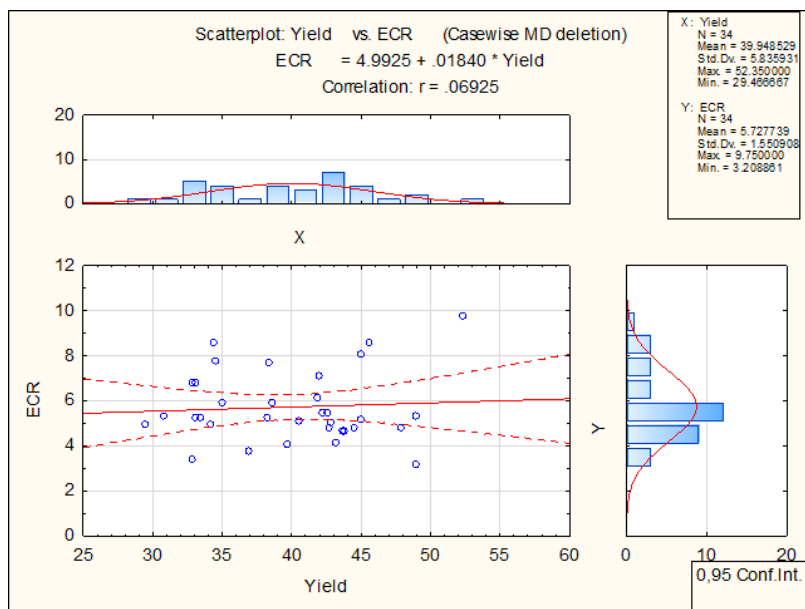 Scatterplot: Yield vs. ECR (Casewise MD deletion)
ECR = 4.9925 + .01840 * Yield
Correlation: r = .06925
X: Yield
N = 34
Mean = 39.948529
Std.Dv. = 5.835931
Max. = 52.350000
Min. = 29.466667
Y: ECR
N = 34
Mean = 5.727739
Std.Dv. = 1.550908
Max. = 9.750000
Min. = 3.208861
20
10
0
X
12
10
8
6
4
2
0
ECR
25 30 35 40 45 50 55 60
Yield
Y
0 10 20
0,95 Conf.Int.